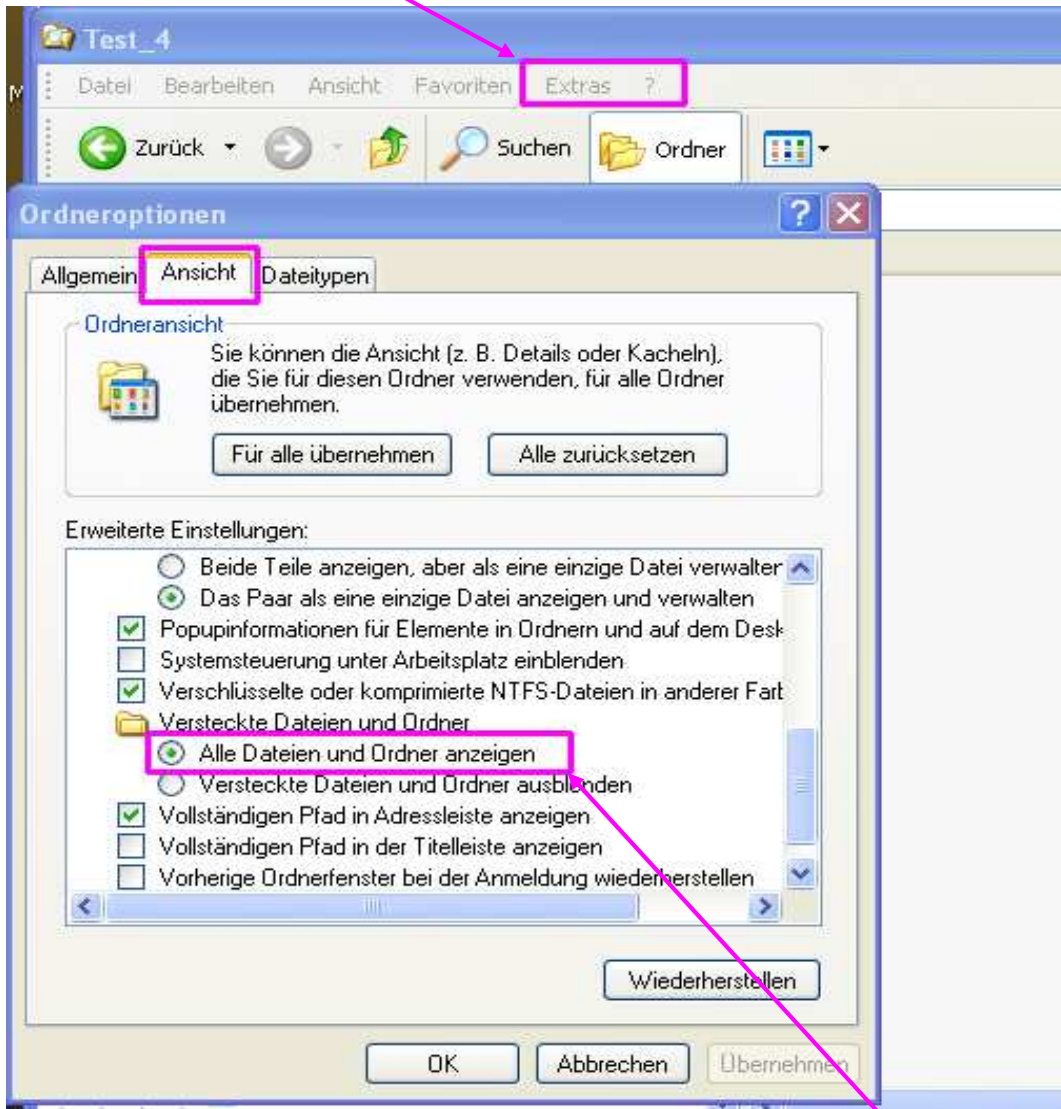 Test_4
Datei Bearbeiten Ansicht Favoriten Extras ?
Zurück Suchen Ordner
Ordneroptionen
Allgemein Ansicht Dateitypen
Ordneransicht
Sie können die Ansicht (z. B. Details oder Kacheln),
die Sie für diesen Ordner verwenden, für alle Ordner
übernehmen.
Für alle übernehmen Alle zurücksetzen
Erweiterte Einstellungen:
Beide Teile anzeigen, aber als eine einzige Datei verwalten
Das Paar als eine einzige Datei anzeigen und verwalten
Popupinformationen für Elemente in Ordnern und auf dem Desk
Systemsteuerung unter Arbeitsplatz einblenden
Verschlüsselte oder komprimierte NTFS-Dateien in anderer Farb
Versteckte Dateien und Ordner
Alle Dateien und Ordner anzeigen
Versteckte Dateien und Ordner ausblenden
Vollständigen Pfad in Adressleiste anzeigen
Vollständigen Pfad in der Titelleiste anzeigen
Vorherige Ordnerfenster bei der Anmeldung wiederherstellen
Wiederherstellen
OK Abbrechen Übernehmen